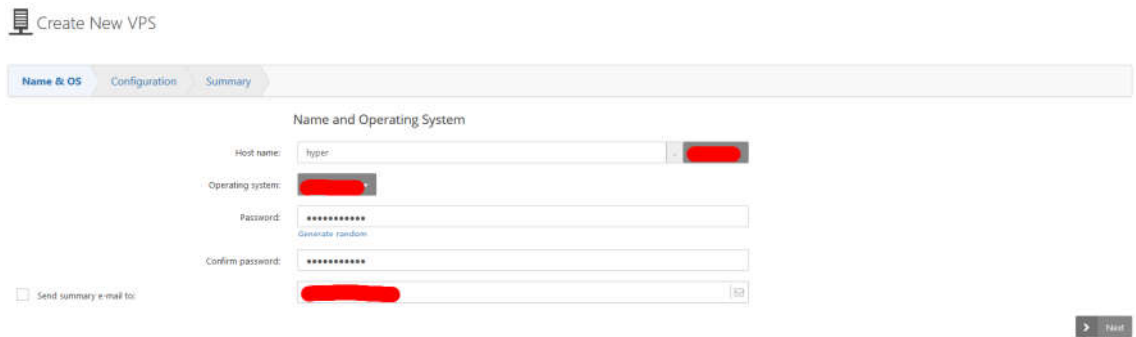 Create New VPS
Name & OS Configuration Summary
Name and Operating System
Host name: hyper .
Operating system:
Password: •••••••••••
Generate random
Confirm password: •••••••••••
Send summary e-mail to:
Next